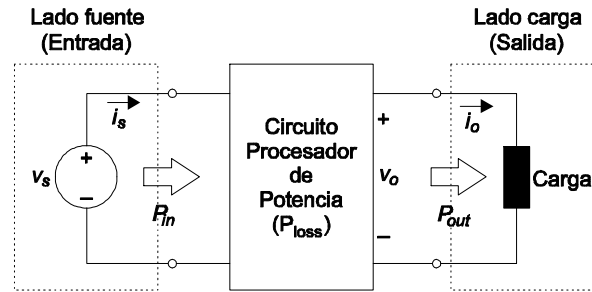 Lado fuente
(Entrada)
Lado carga
(Salida)
i_s
i_o
+
v_s
−
P_in
Circuito
Procesador
de
Potencia
(P_loss)
+
v_o
−
P_out
Carga